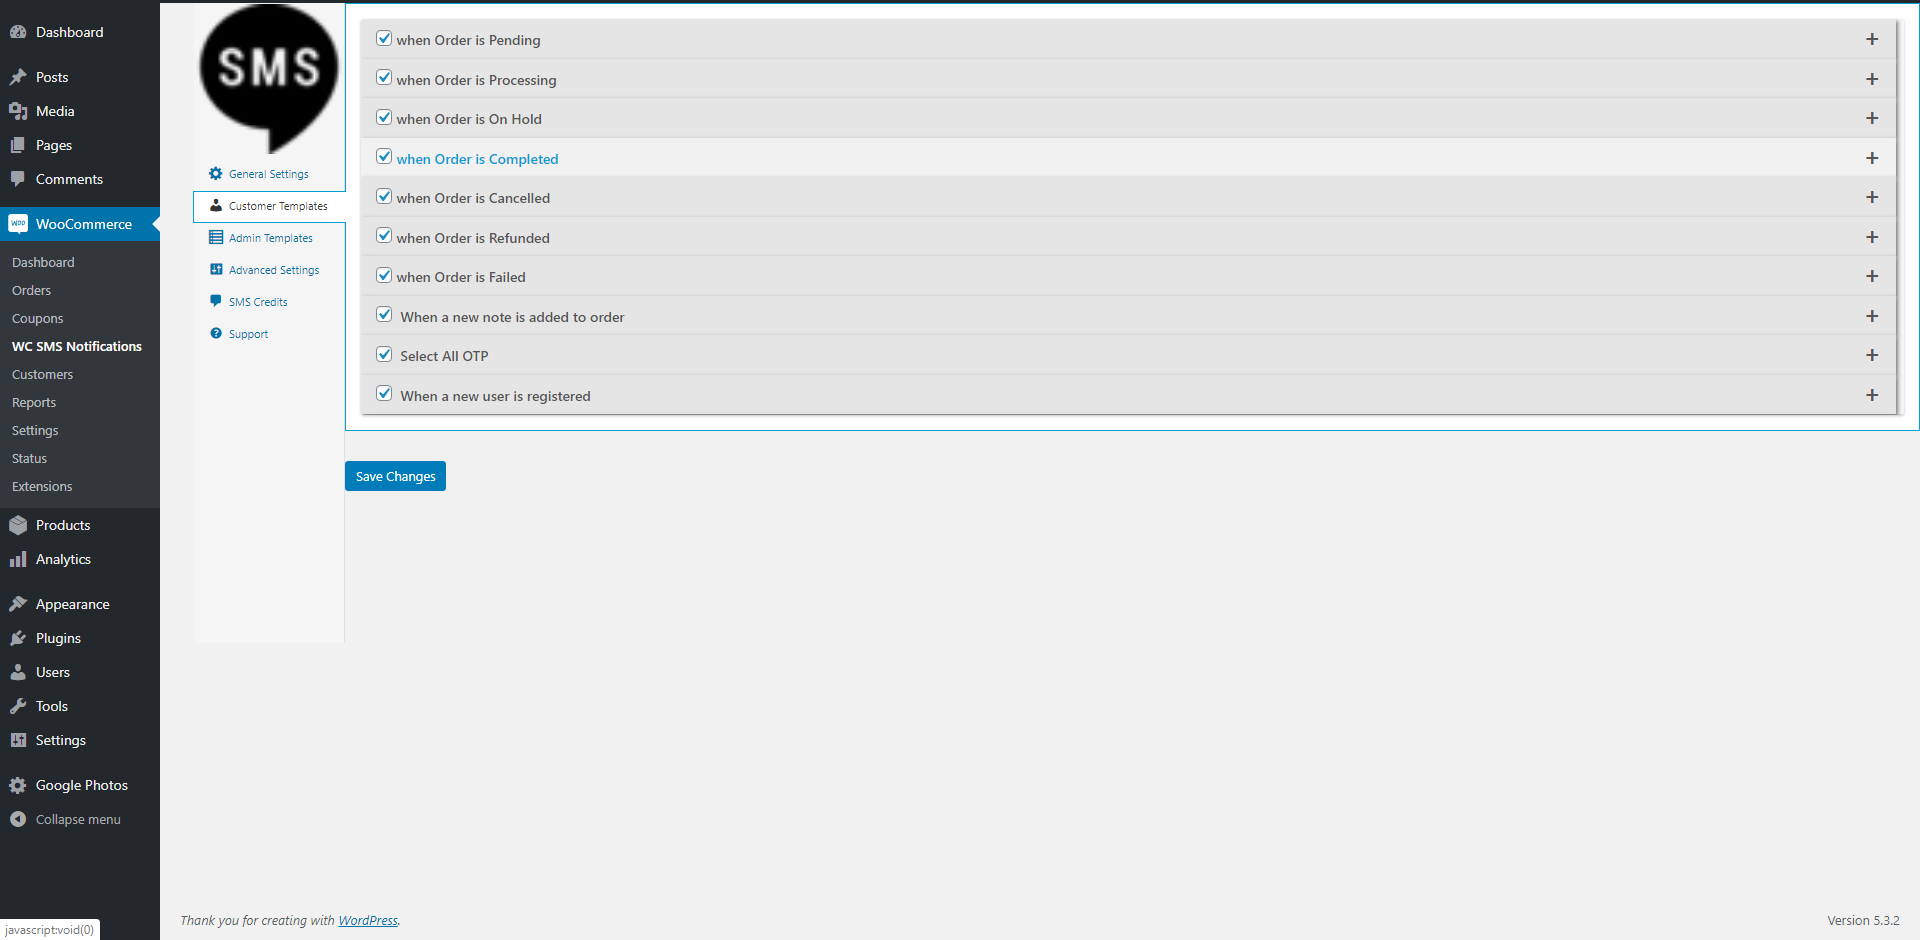 Dashboard
Posts
Media
Pages
Comments
Woo
WooCommerce
Dashboard
Orders
Coupons
WC SMS Notifications
Customers
Reports
Settings
Status
Extensions
Products
Analytics
Appearance
Plugins
Users
Tools
Settings
Google Photos
Collapse menu
javascript:void(0)
SMS
General Settings
Customer Templates
Admin Templates
Advanced Settings
SMS Credits
Support
when Order is Pending +
when Order is Processing +
when Order is On Hold +
when Order is Completed +
when Order is Cancelled +
when Order is Refunded +
when Order is Failed +
When a new note is added to order +
Select All OTP +
When a new user is registered +
Save Changes
Thank you for creating with WordPress.
Version 5.3.2